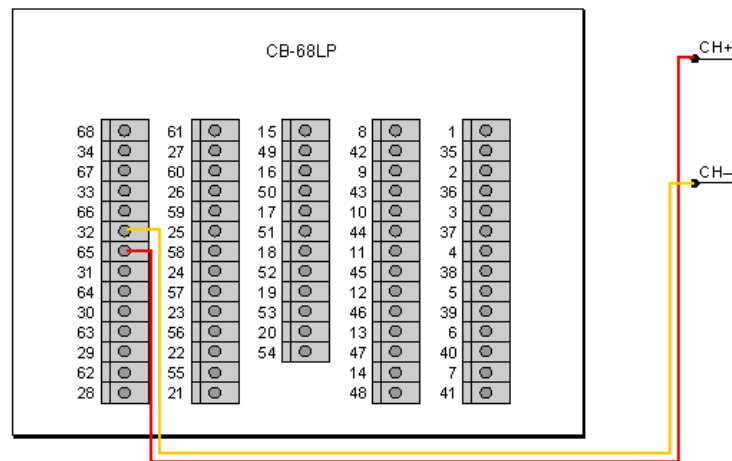 CB-68LP
CH+
CH–
68 61 15 8 1
34 27 49 42 35
67 60 16 9 2
33 26 50 43 36
66 59 17 10 3
32 25 51 44 37
65 58 18 11 4
31 24 52 45 38
64 57 19 12 5
30 23 53 46 39
63 56 20 13 6
29 22 54 47 40
62 55 14 7
28 21 48 41